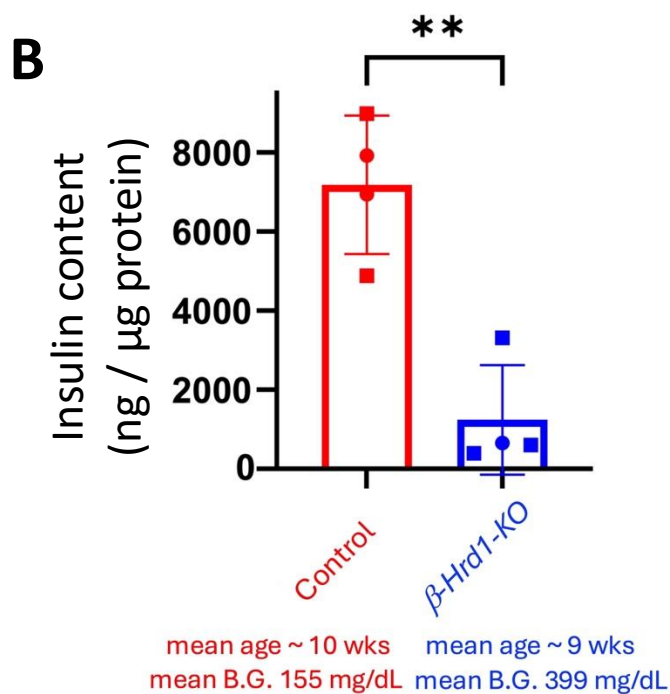 **
B
Insulin content
(ng / µg protein)
8000
6000
4000
2000
0
Control
β-Hrd1-KO
mean age ~ 10 wks
mean B.G. 155 mg/dL
mean age ~ 9 wks
mean B.G. 399 mg/dL